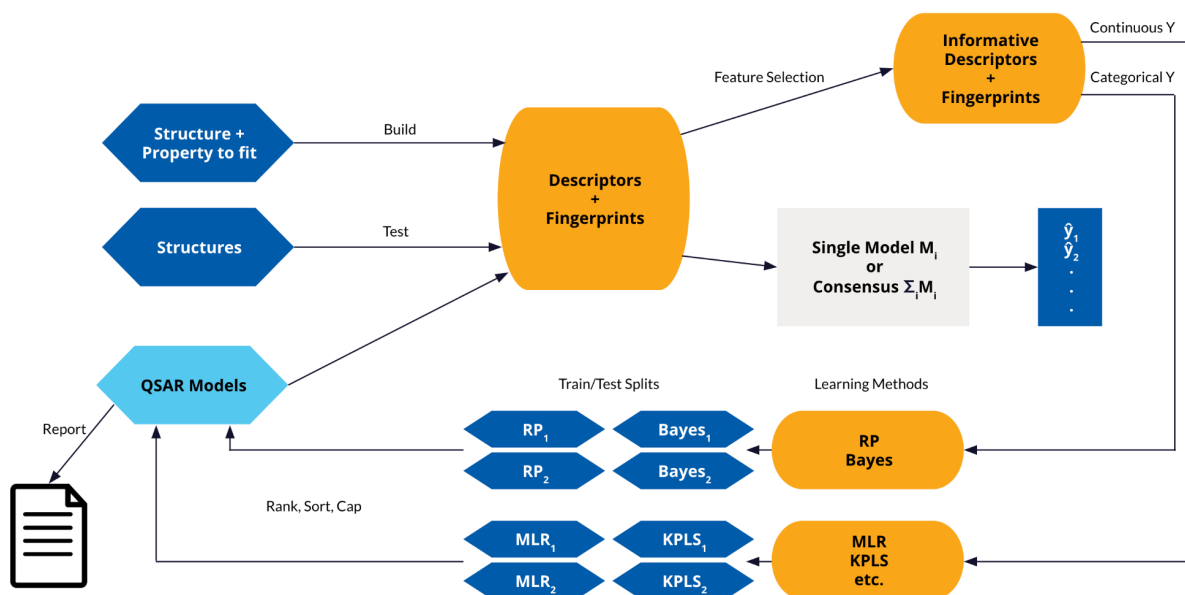 Continuous Y
Informative
Descriptors
+
Fingerprints
Feature Selection
Categorical Y
Structure +
Property to fit
Build
Descriptors
+
Fingerprints
Structures
Test
Single Model Mᵢ
or
Consensus ΣᵢMᵢ
ŷ₁
ŷ₂
.
.
.
QSAR Models
Train/Test Splits
Learning Methods
Report
RP₁
Bayes₁
RP₂
Bayes₂
RP
Bayes
Rank, Sort, Cap
MLR₁
KPLS₁
MLR₂
KPLS₂
MLR
KPLS
etc.